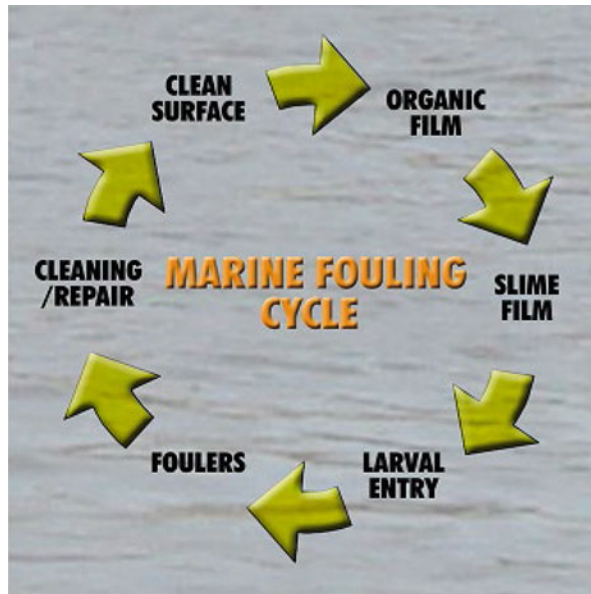 CLEAN
SURFACE
ORGANIC
FILM
SLIME
FILM
LARVAL
ENTRY
FOULERS
CLEANING
/REPAIR
MARINE FOULING
CYCLE